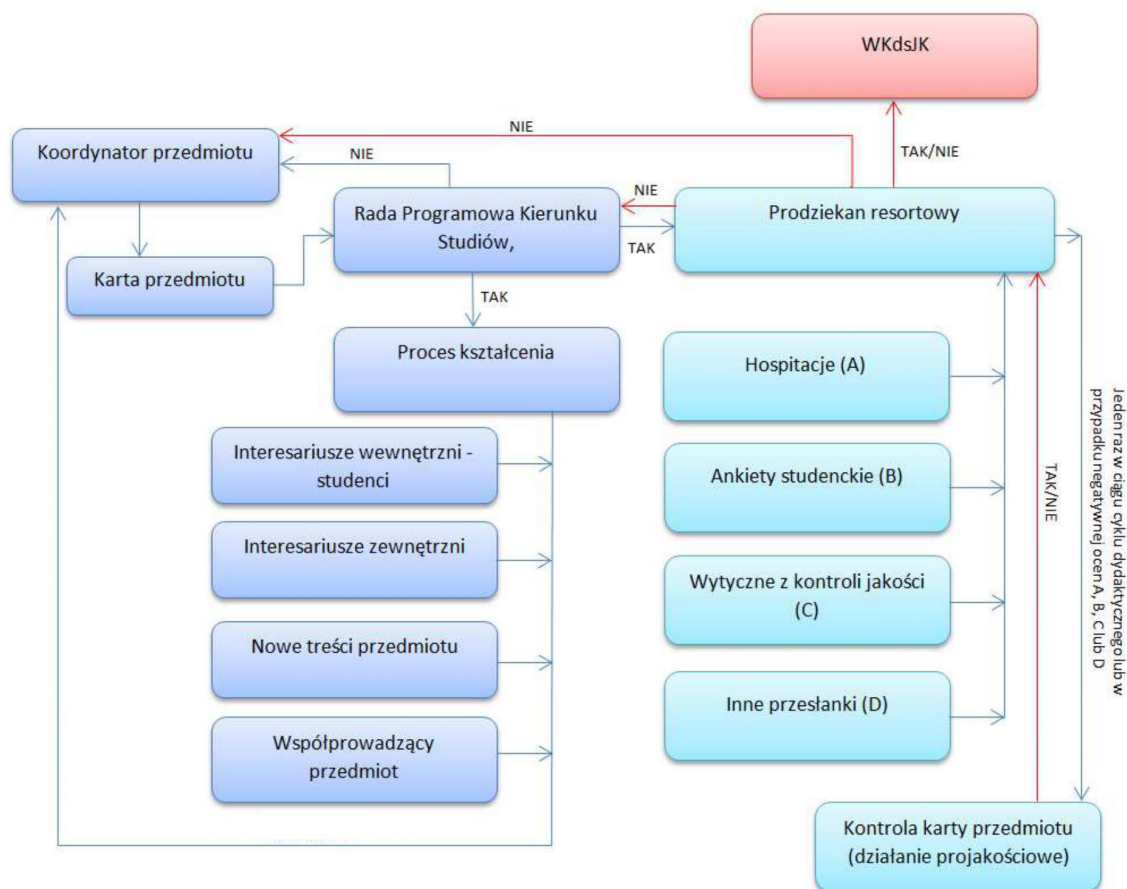 WKdsJK
NIE
Koordynator przedmiotu
NIE
TAK/NIE
NIE
Rada Programowa Kierunku
Studiów,
Prodziekan resortowy
TAK
Karta przedmiotu
TAK
Proces kształcenia
Hospitacje (A)
Interesariusze wewnętrzni -
studenci
Ankiety studenckie (B)
Interesariusze zewnętrzni
Wytyczne z kontroli jakości
(C)
Nowe treści przedmiotu
Inne przesłanki (D)
Współprowadzący
przedmiot
TAK/NIE
Jeden raz w ciągu cyklu dydaktycznego lub w
przypadku negatywnej ocen A, B, C lub D
Kontrola karty przedmiotu
(działanie projakościowe)